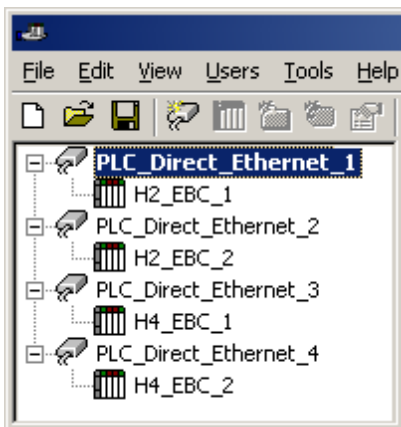 File Edit View Users Tools Help
PLC_Direct_Ethernet_1
H2_EBC_1
PLC_Direct_Ethernet_2
H2_EBC_2
PLC_Direct_Ethernet_3
H4_EBC_1
PLC_Direct_Ethernet_4
H4_EBC_2